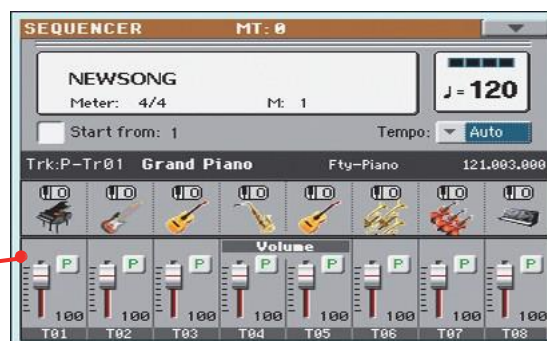 SEQUENCER MT: 0
NEWSONG
Meter: 4/4 M: 1
♩=120
Start from: 1 Tempo: Auto
Trk:P-Tr01 Grand Piano Fty-Piano 121.003.000
Volume
P P P P P P P P
100 100 100 100 100 100 100 100
T01 T02 T03 T04 T05 T06 T07 T08